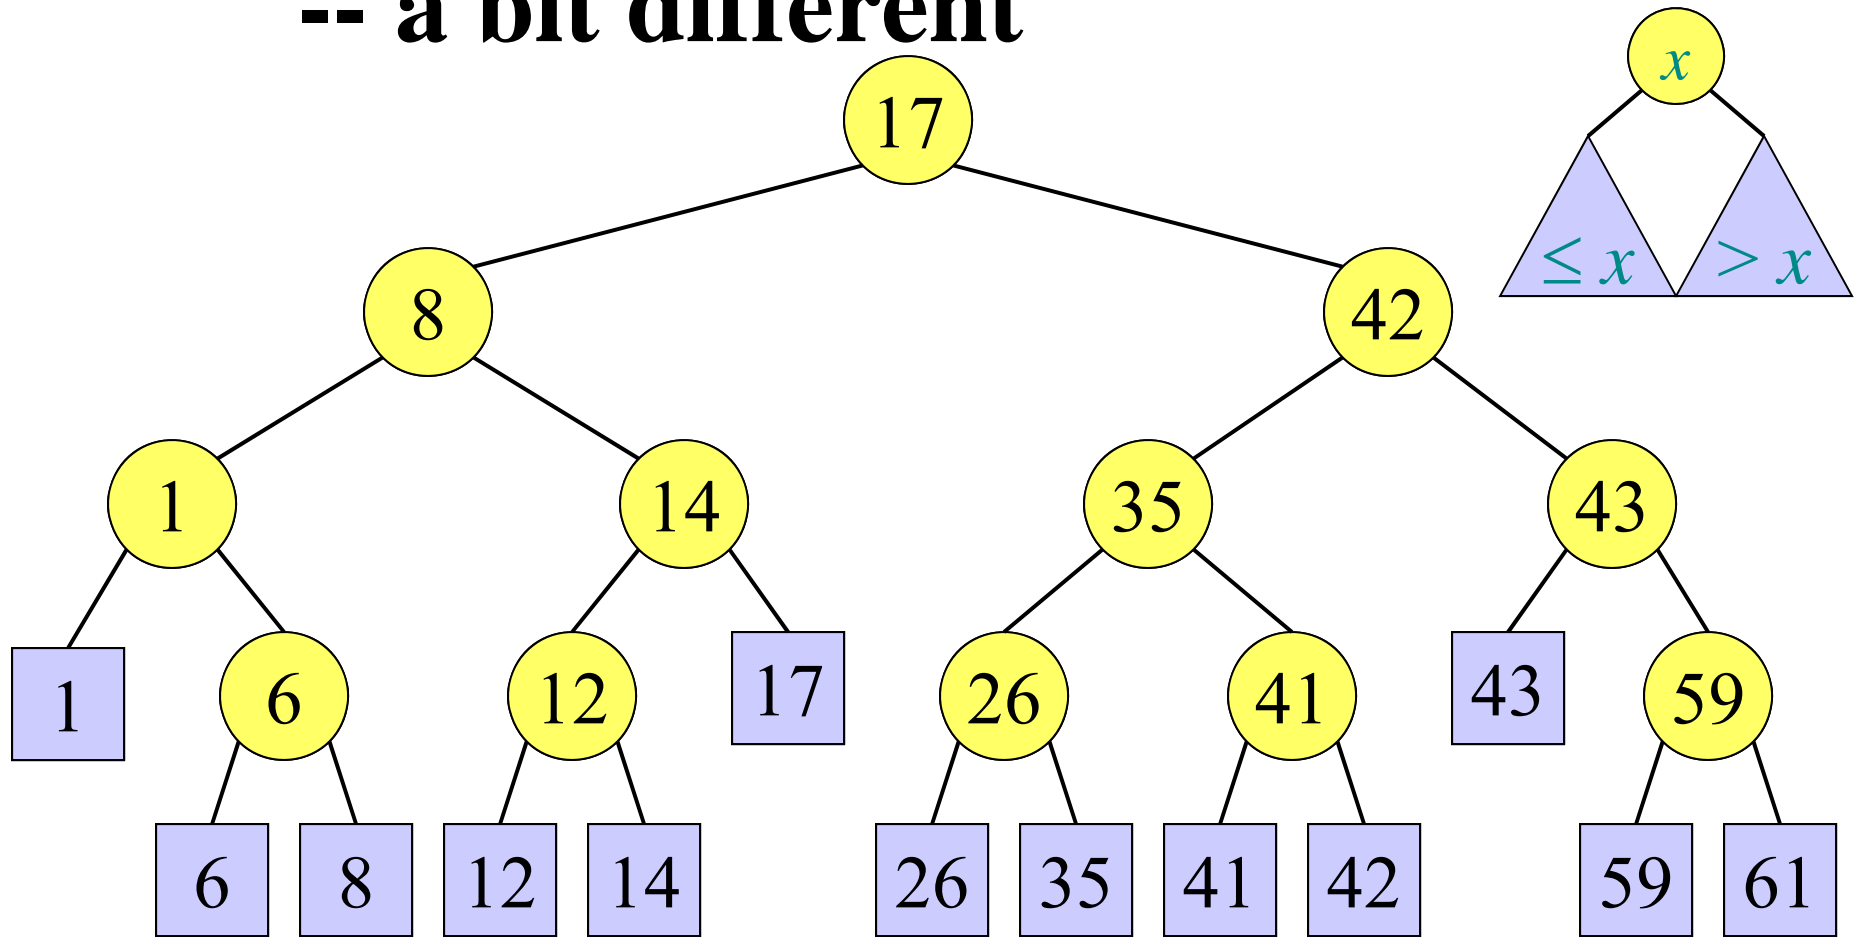 -- a bit different
x
17
≤ x > x
8 42
1 14 35 43
1 6 12 17 26 41 43 59
6 8 12 14 26 35 41 42 59 61